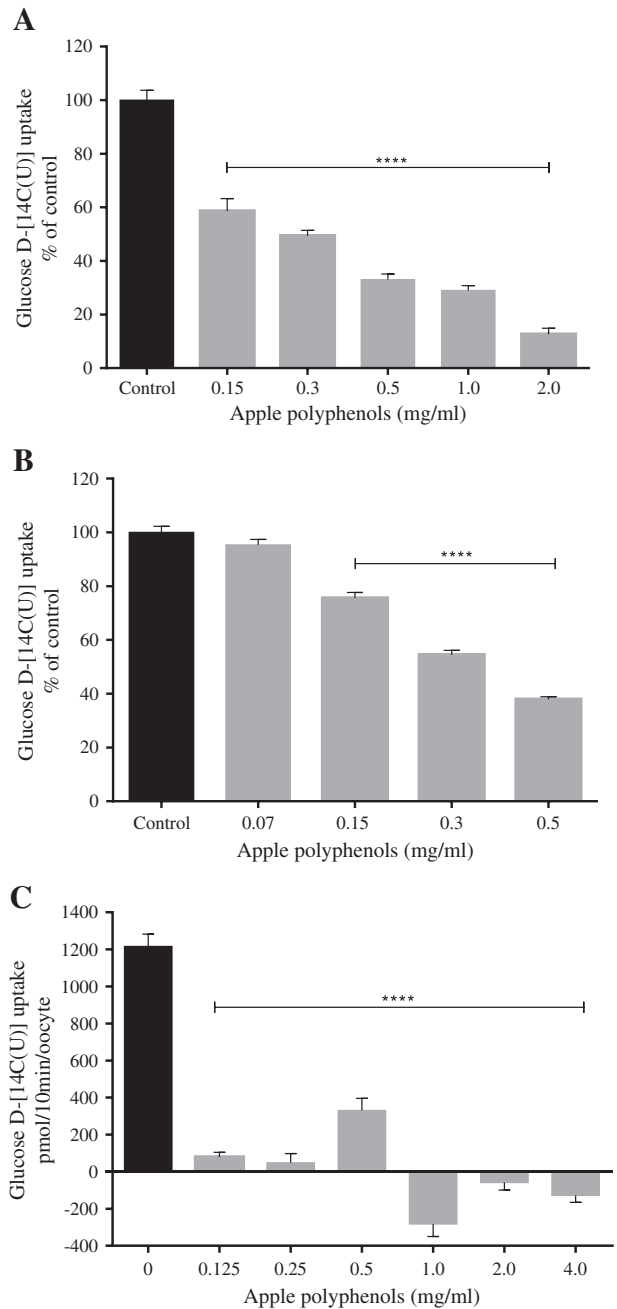 A
Glucose D-[14C(U)] uptake
% of control
120
100
80
60
40
20
0
****
Control 0.15 0.3 0.5 1.0 2.0
Apple polyphenols (mg/ml)
B
Glucose D-[14C(U)] uptake
% of control
120
100
80
60
40
20
0
****
Control 0.07 0.15 0.3 0.5
Apple polyphenols (mg/ml)
C
Glucose D-[14C(U)] uptake
pmol/10min/oocyte
1400
1200
1000
800
600
400
200
0
-200
-400
****
0 0.125 0.25 0.5 1.0 2.0 4.0
Apple polyphenols (mg/ml)